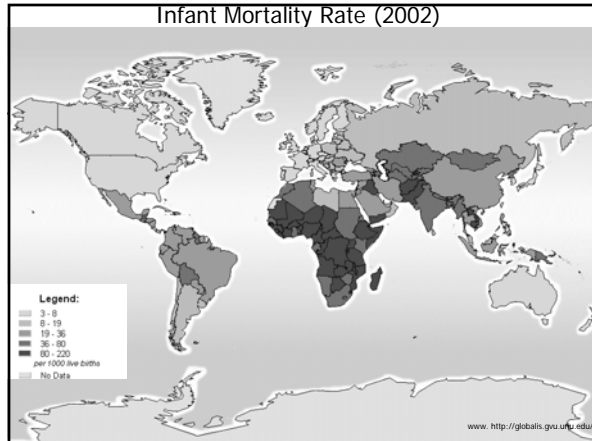 Infant Mortality Rate (2002)
Legend:
3 - 8
8 - 19
19 - 36
36 - 80
80 - 220
per 1000 live births
No Data
www. http://globalis.gvu.unu.edu/